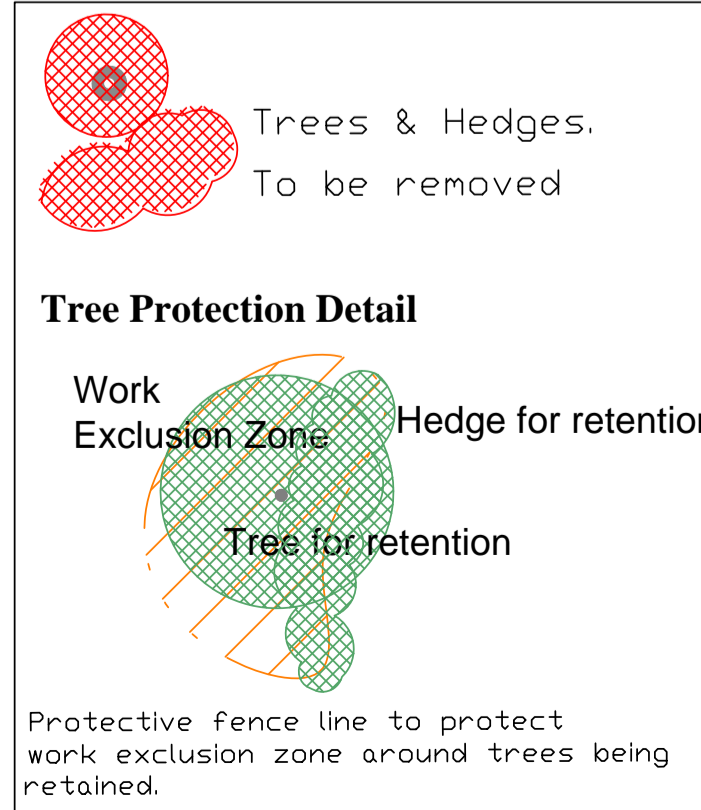 Trees & Hedges.
To be removed
Tree Protection Detail
Work
Exclusion Zone
Hedge for retention
Tree for retention
Protective fence line to protect
work exclusion zone around trees being
retained.